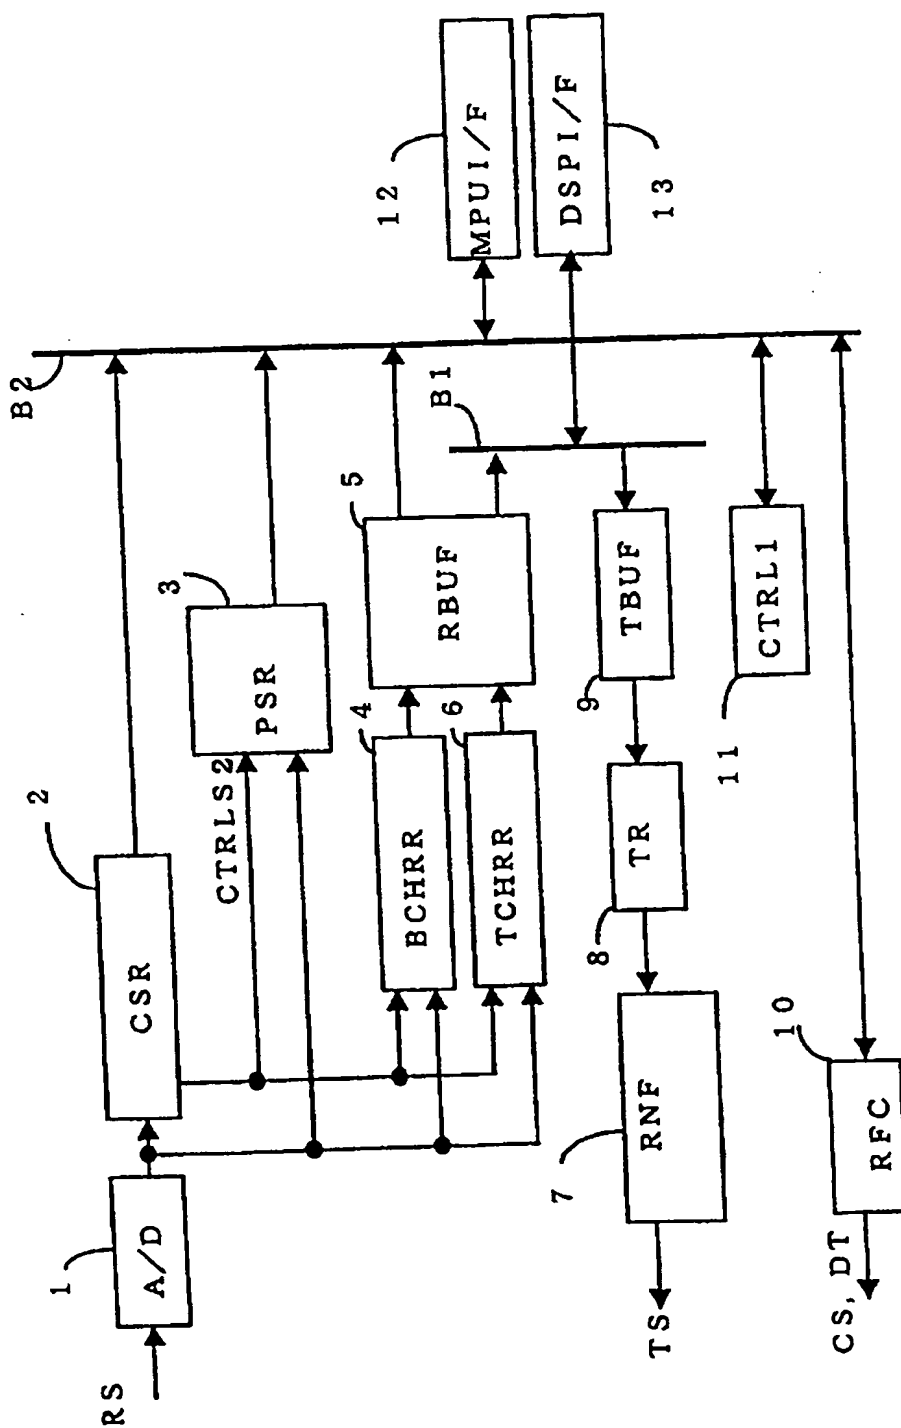 RS
1
A/D
2
CSR
B2
CTRLS2
3
PSR
4
BCHRR
5
RBUF
6
TCHRR
B1
12
MPUI/F
DSPI/F
13
TS
7
RNF
8
TR
9
TBUF
11
CTRL1
CS, DT
10
RFC